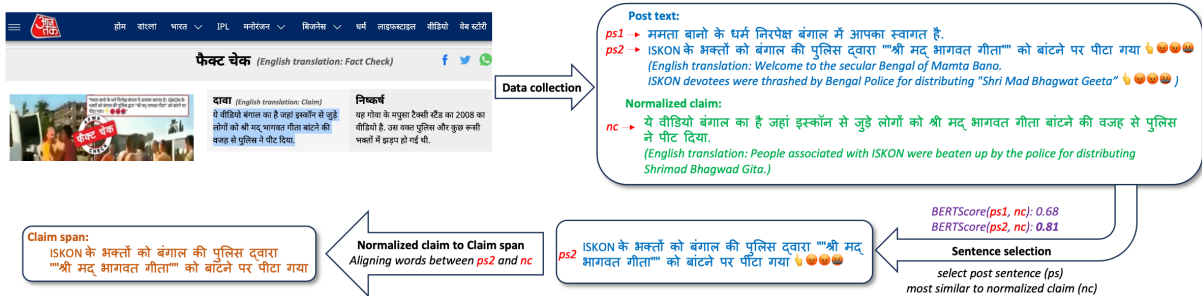 आज तक
होम बांग्ला भारत IPL मनोरंजन बिजनेस धर्म लाइफस्टाइल वीडियो वेब स्टोरी
फैक्ट चेक (English translation: Fact Check)
फैक्ट चेक
FACT CHECK
दावा (English translation: Claim)
ये वीडियो बंगाल का है जहां इस्कॉन से जुड़े
लोगों को श्री मद् भागवत गीता बांटने की
वजह से पुलिस ने पीट दिया.
निष्कर्ष
यह गोवा के मपुसा टैक्सी स्टैंड का 2008 का
वीडियो है. उस वक्त पुलिस और कुछ रूसी
भक्तों में झड़प हो गई थी.
Data collection
Post text:
ps1 → ममता बानो के धर्म निरपेक्ष बंगाल में आपका स्वागत है.
ps2 → ISKON के भक्तों को बंगाल की पुलिस द्वारा ""श्री मद् भागवत गीता"" को बांटने पर पीटा गया 👆😡😡🤬
(English translation: Welcome to the secular Bengal of Mamta Bano.
ISKON devotees were thrashed by Bengal Police for distributing "Shri Mad Bhagwat Geeta" 👆😡😡🤬 )
Normalized claim:
nc → ये वीडियो बंगाल का है जहां इस्कॉन से जुड़े लोगों को श्री मद् भागवत गीता बांटने की वजह से पुलिस
ने पीट दिया.
(English translation: People associated with ISKON were beaten up by the police for distributing
Shrimad Bhagwad Gita.)
BERTScore(ps1, nc): 0.68
BERTScore(ps2, nc): 0.81
Sentence selection
select post sentence (ps)
most similar to normalized claim (nc)
ps2 ISKON के भक्तों को बंगाल की पुलिस द्वारा ""श्री मद्
भागवत गीता"" को बांटने पर पीटा गया 👆😡😡🤬
Normalized claim to Claim span
Aligning words between ps2 and nc
Claim span:
ISKON के भक्तों को बंगाल की पुलिस द्वारा
""श्री मद् भागवत गीता"" को बांटने पर पीटा गया